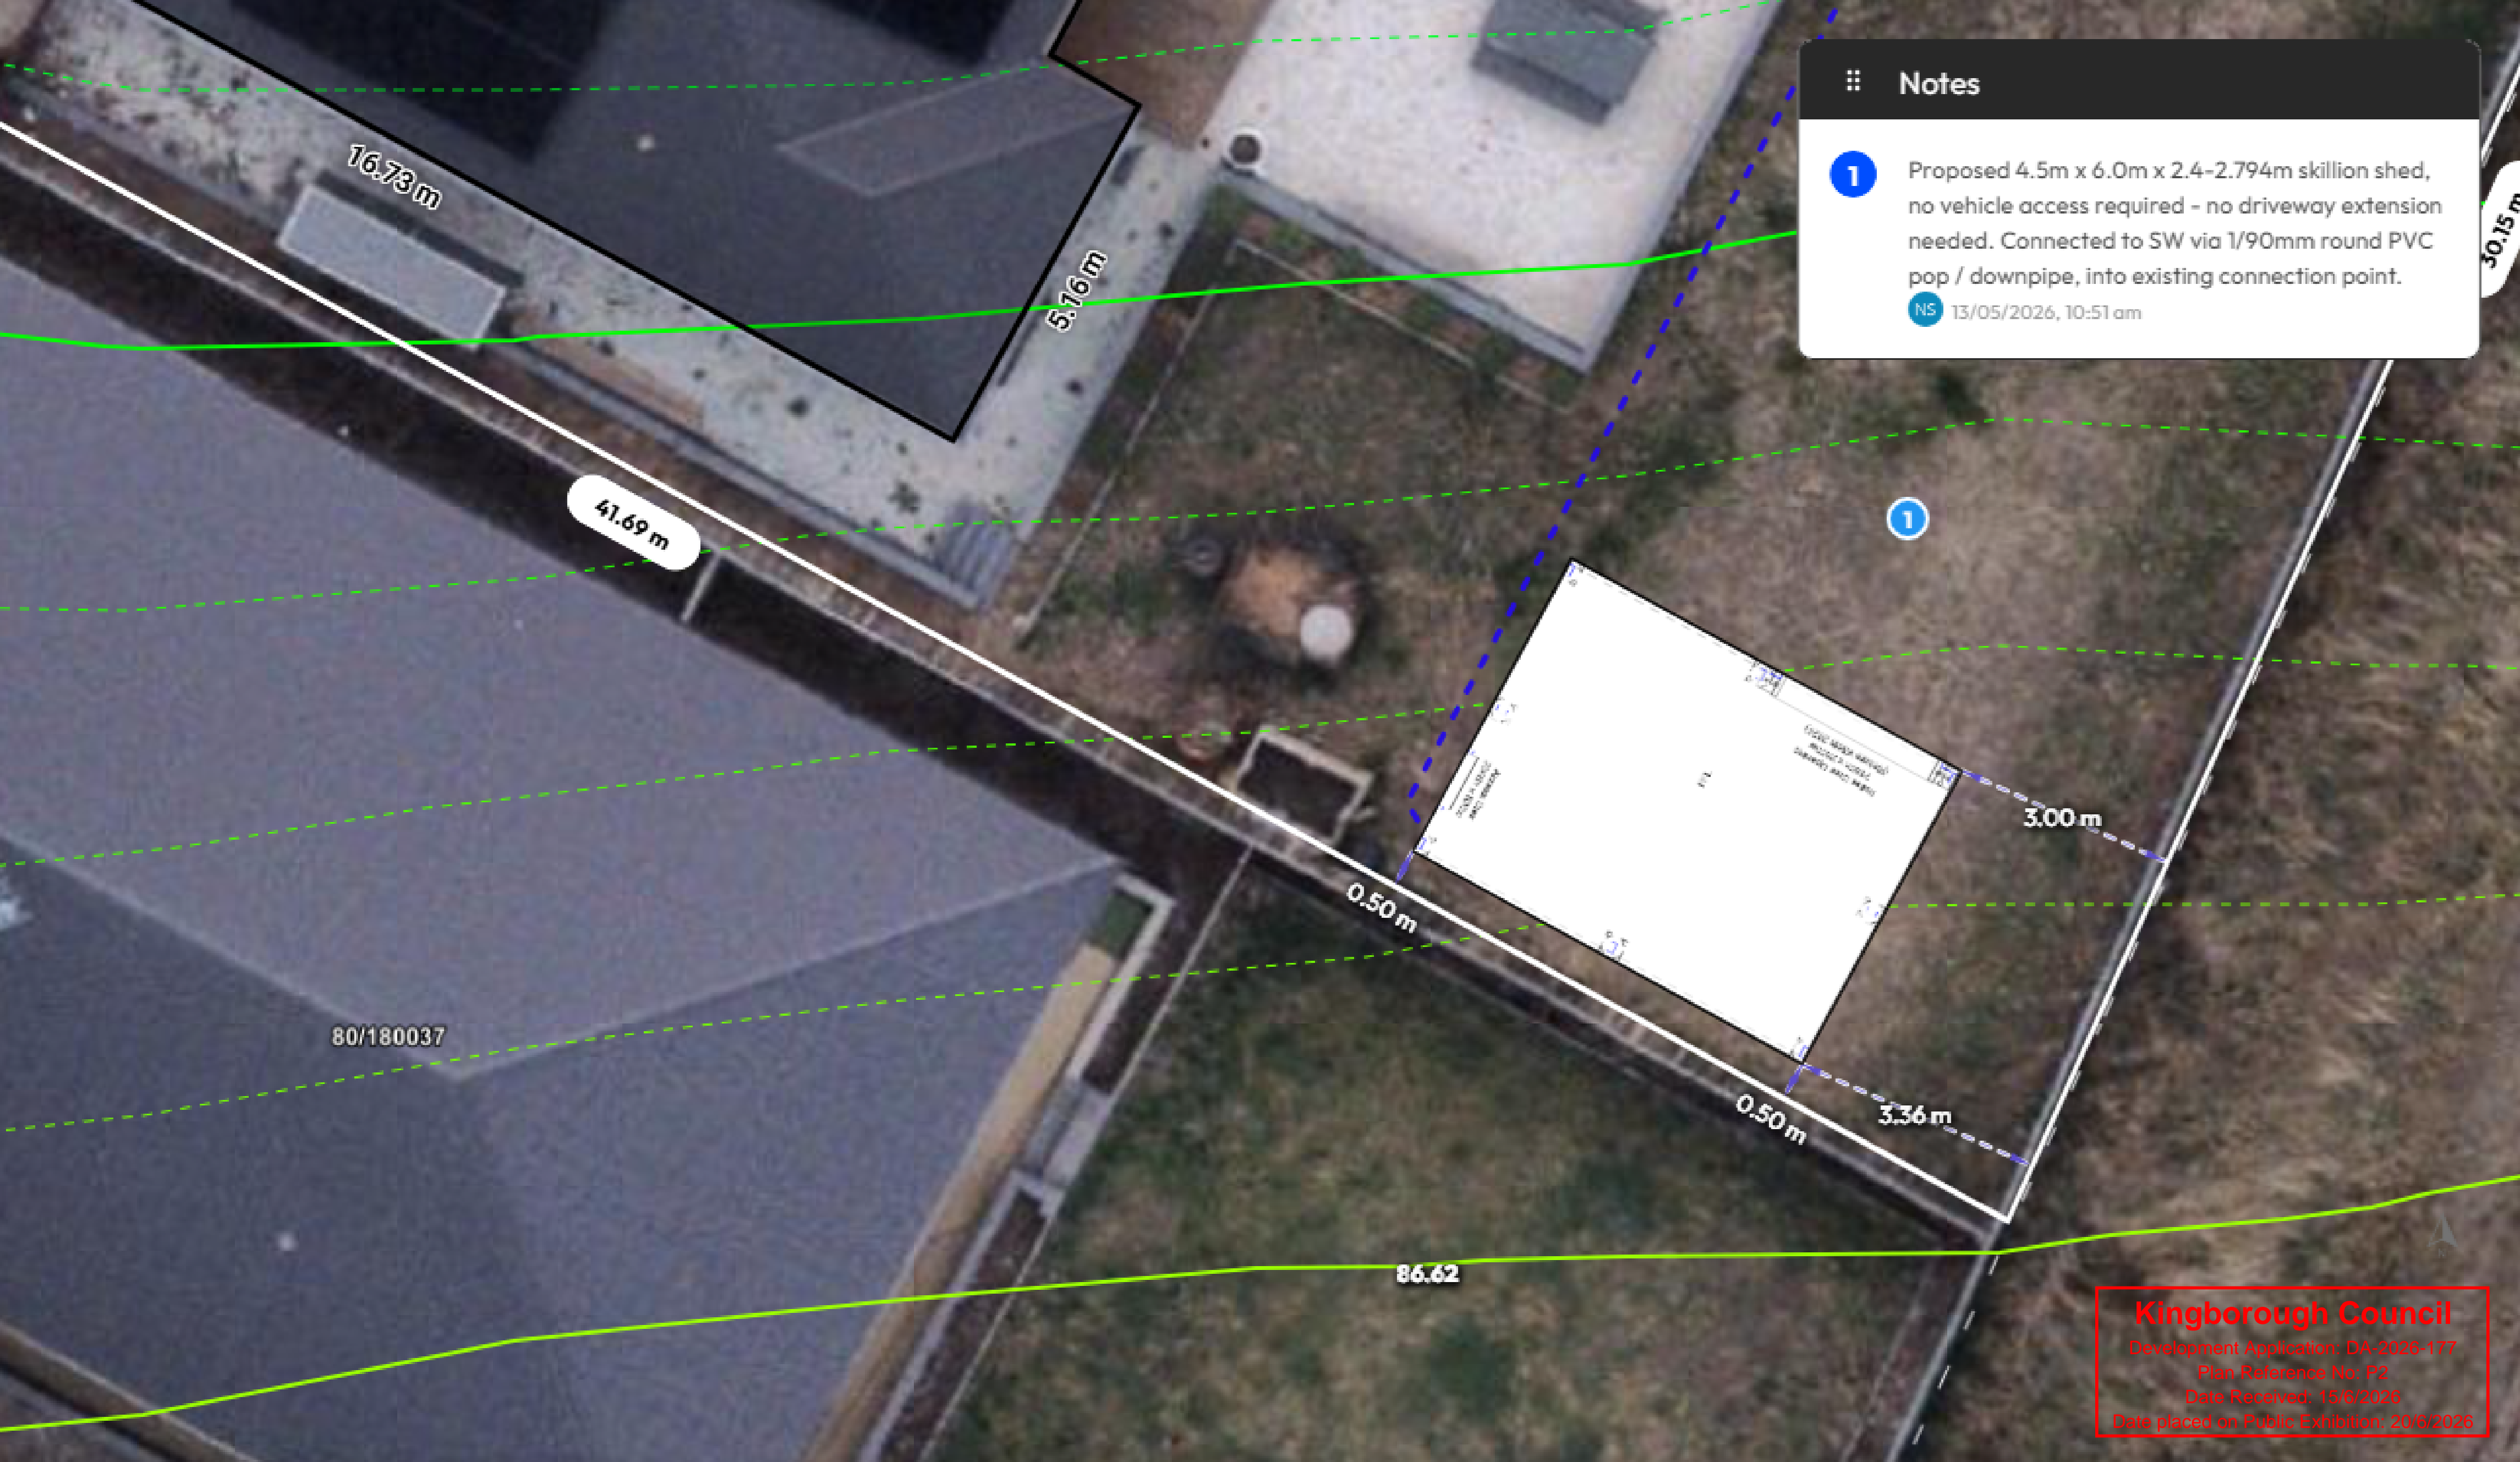 Notes
1
Proposed 4.5m x 6.0m x 2.4-2.794m skillion shed,
no vehicle access required - no driveway extension
needed. Connected to SW via 1/90mm round PVC
pop / downpipe, into existing connection point.
NS 13/05/2026, 10:51 am
30.15 m
16.73 m
5.16 m
41.69 m
1
3.00 m
0.50 m
80/180037
0.50 m
3.36 m
86.62
Kingborough Council
Development Application: DA-2026-177
Plan Reference No: P2
Date Received: 15/6/2026
Date placed on Public Exhibition: 20/6/2026